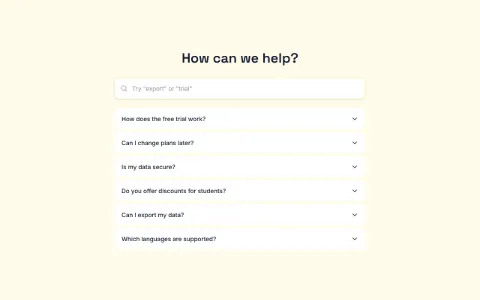 How can we help?
Try "export" or "trial"
How does the free trial work?
Can I change plans later?
Is my data secure?
Do you offer discounts for students?
Can I export my data?
Which languages are supported?